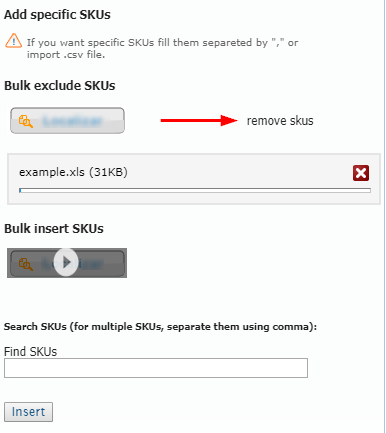 Add specific SKUs
If you want specific SKUs fill them separeted by "," or
import .csv file.
Bulk exclude SKUs
remove skus
example.xls (31KB)
Bulk insert SKUs
Search SKUs (for multiple SKUs, separate them using comma):
Find SKUs
Insert